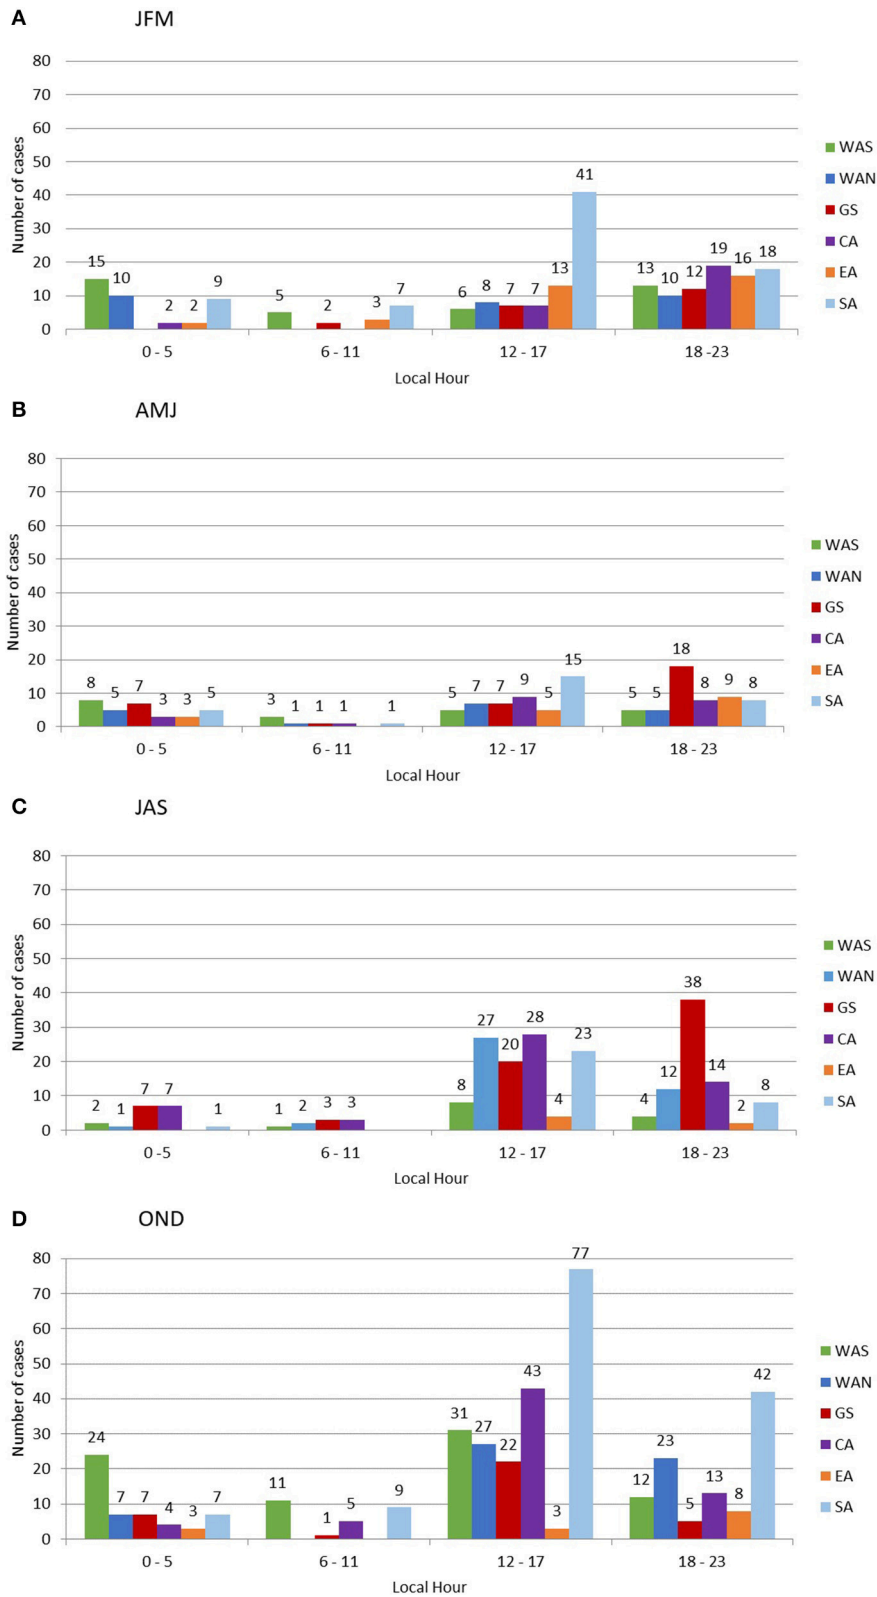 A JFM
80
70
60
50
40
30
20
10
0
Number of cases
15 10 2 2 9
5 2 3 7
6 8 7 7 13 41
13 10 12 19 16 18
0 - 5 6 - 11 12 - 17 18 -23
Local Hour
WAS
WAN
GS
CA
EA
SA
B AMJ
80
70
60
50
40
30
20
10
0
Number of cases
8 5 7 3 3 5
3 1 1 1 1
5 7 7 9 5 15
5 5 18 8 9 8
0 - 5 6 - 11 12 - 17 18 - 23
Local Hour
WAS
WAN
GS
CA
EA
SA
C JAS
80
70
60
50
40
30
20
10
0
Number of cases
2 1 7 7 1
1 2 3 3
8 27 20 28 4 23
4 12 38 14 2 8
0 -5 6 - 11 12 - 17 18 - 23
Local Hour
WAS
WAN
GS
CA
EA
SA
D OND
80
70
60
50
40
30
20
10
0
Number of cases
24 7 7 4 3 7
11 1 5 9
31 27 22 43 3 77
12 23 5 13 8 42
0 - 5 6 - 11 12 - 17 18 - 23
Local Hour
WAS
WAN
GS
CA
EA
SA